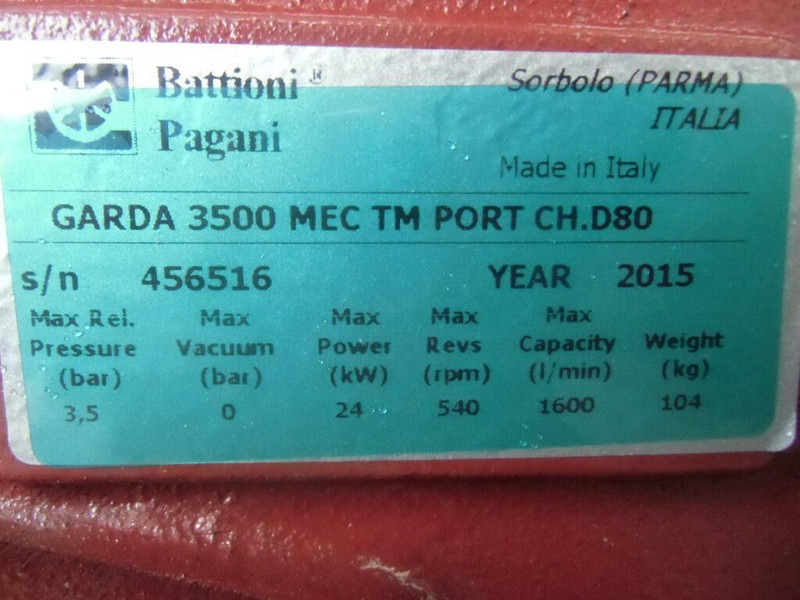 Battioni®
Pagani
Sorbolo (PARMA)
ITALIA
Made in Italy
GARDA 3500 MEC TM PORT CH.D80
s/n 456516 YEAR 2015
Max Rel. Max Max Max Max
Pressure Vacuum Power Revs Capacity Weight
(bar) (bar) (kW) (rpm) (l/min) (kg)
3,5 0 24 540 1600 104